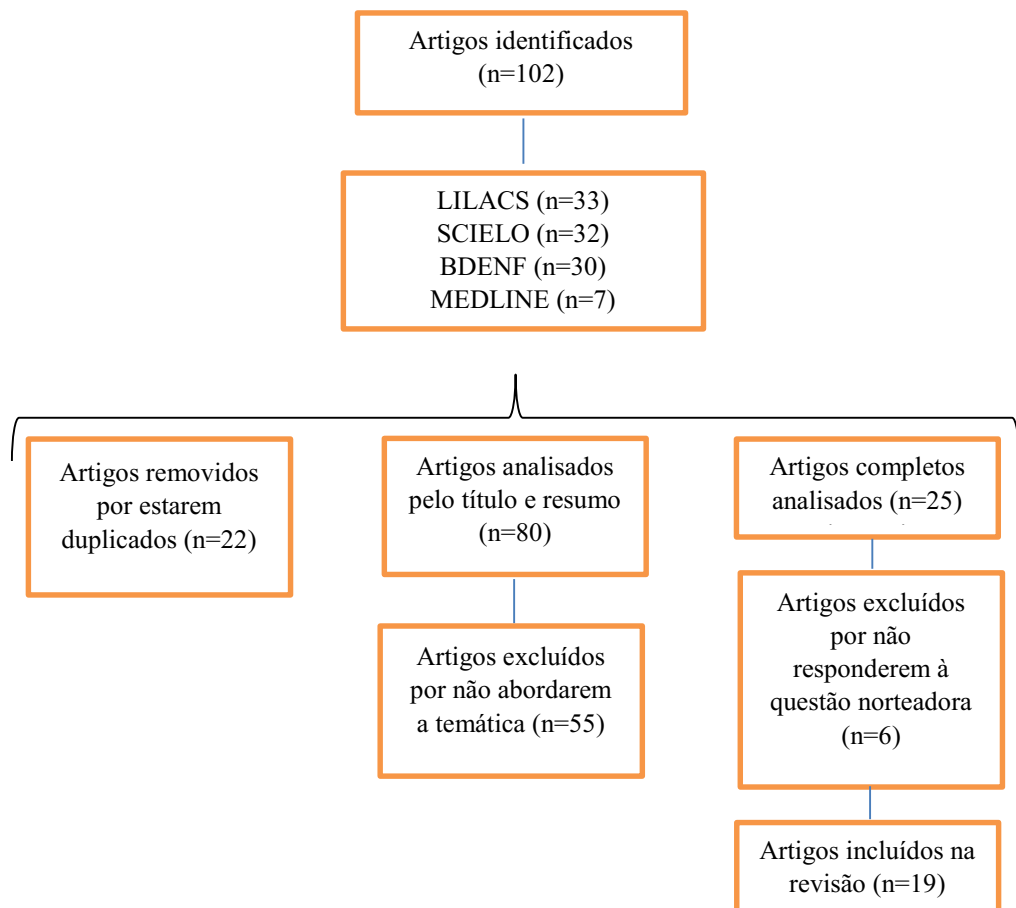 Artigos identificados
(n=102)
LILACS (n=33)
SCIELO (n=32)
BDENF (n=30)
MEDLINE (n=7)
Artigos removidos
por estarem
duplicados (n=22)
Artigos analisados
pelo título e resumo
(n=80)
Artigos excluídos
por não abordarem
a temática (n=55)
Artigos completos
analisados (n=25)
Artigos excluídos
por não
responderem à
questão norteadora
(n=6)
Artigos incluídos na
revisão (n=19)